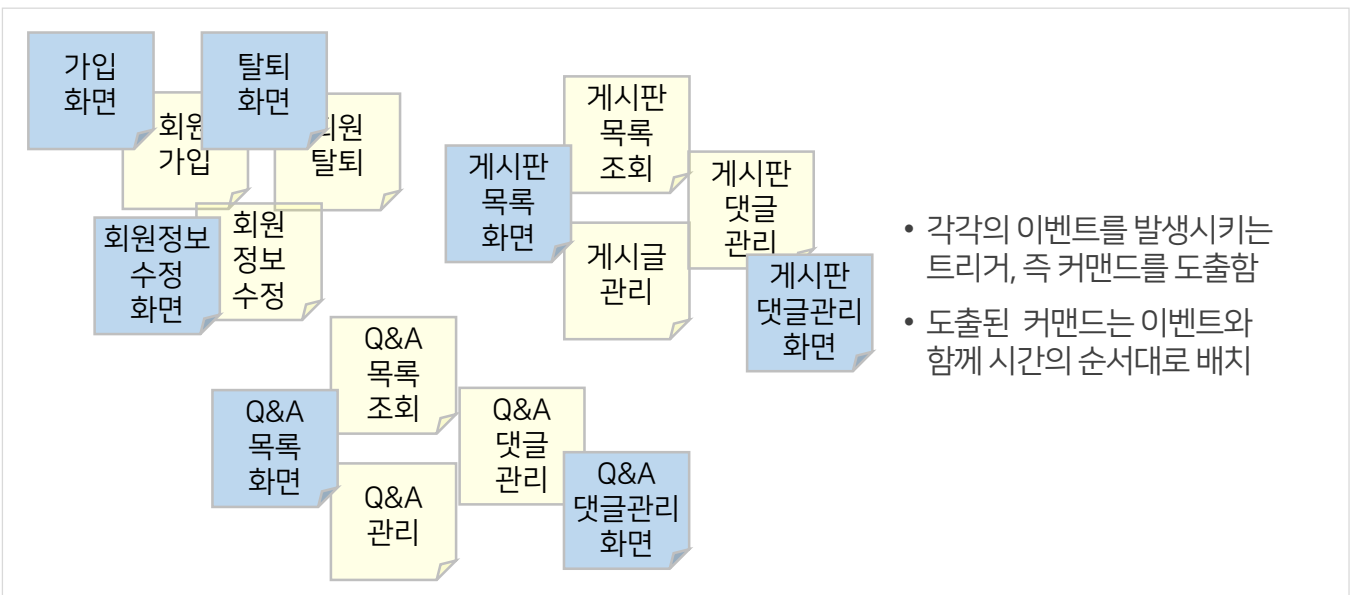 가입
화면
탈퇴
화면
회원
가입
회원
탈퇴
회원정보
수정
화면
회원
정보
수정
게시판
목록
조회
게시판
목록
화면
게시판
댓글
관리
게시글
관리
게시판
댓글관리
화면
Q&A
목록
조회
Q&A
목록
화면
Q&A
댓글
관리
Q&A
관리
Q&A
댓글관리
화면
• 각각의 이벤트를 발생시키는
트리거, 즉 커맨드를 도출함
• 도출된 커맨드는 이벤트와
함께 시간의 순서대로 배치